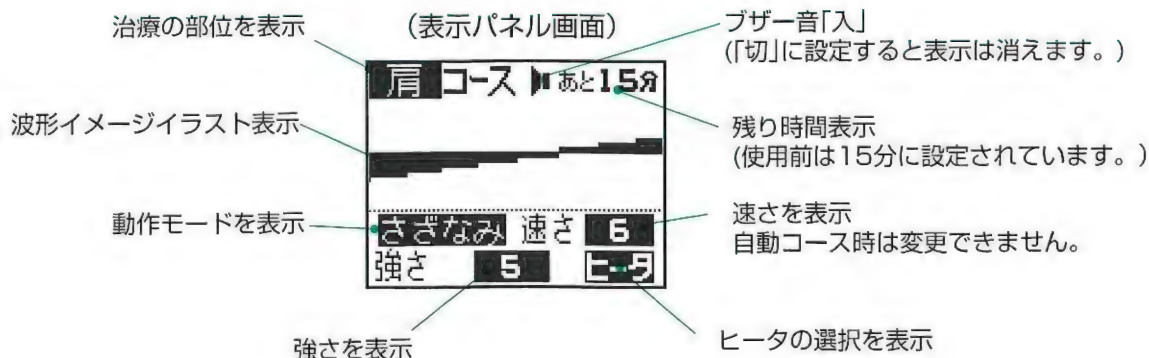 治療の部位を表示
(表示パネル画面)
ブザー音「入」
(「切」に設定すると表示は消えます。)
肩 コース あと15分
波形イメージイラスト表示
残り時間表示
(使用前は15分に設定されています。)
動作モードを表示
さざなみ 速さ 6
速さを表示
自動コース時は変更できません。
強さ 5 ヒータ
強さを表示
ヒータの選択を表示